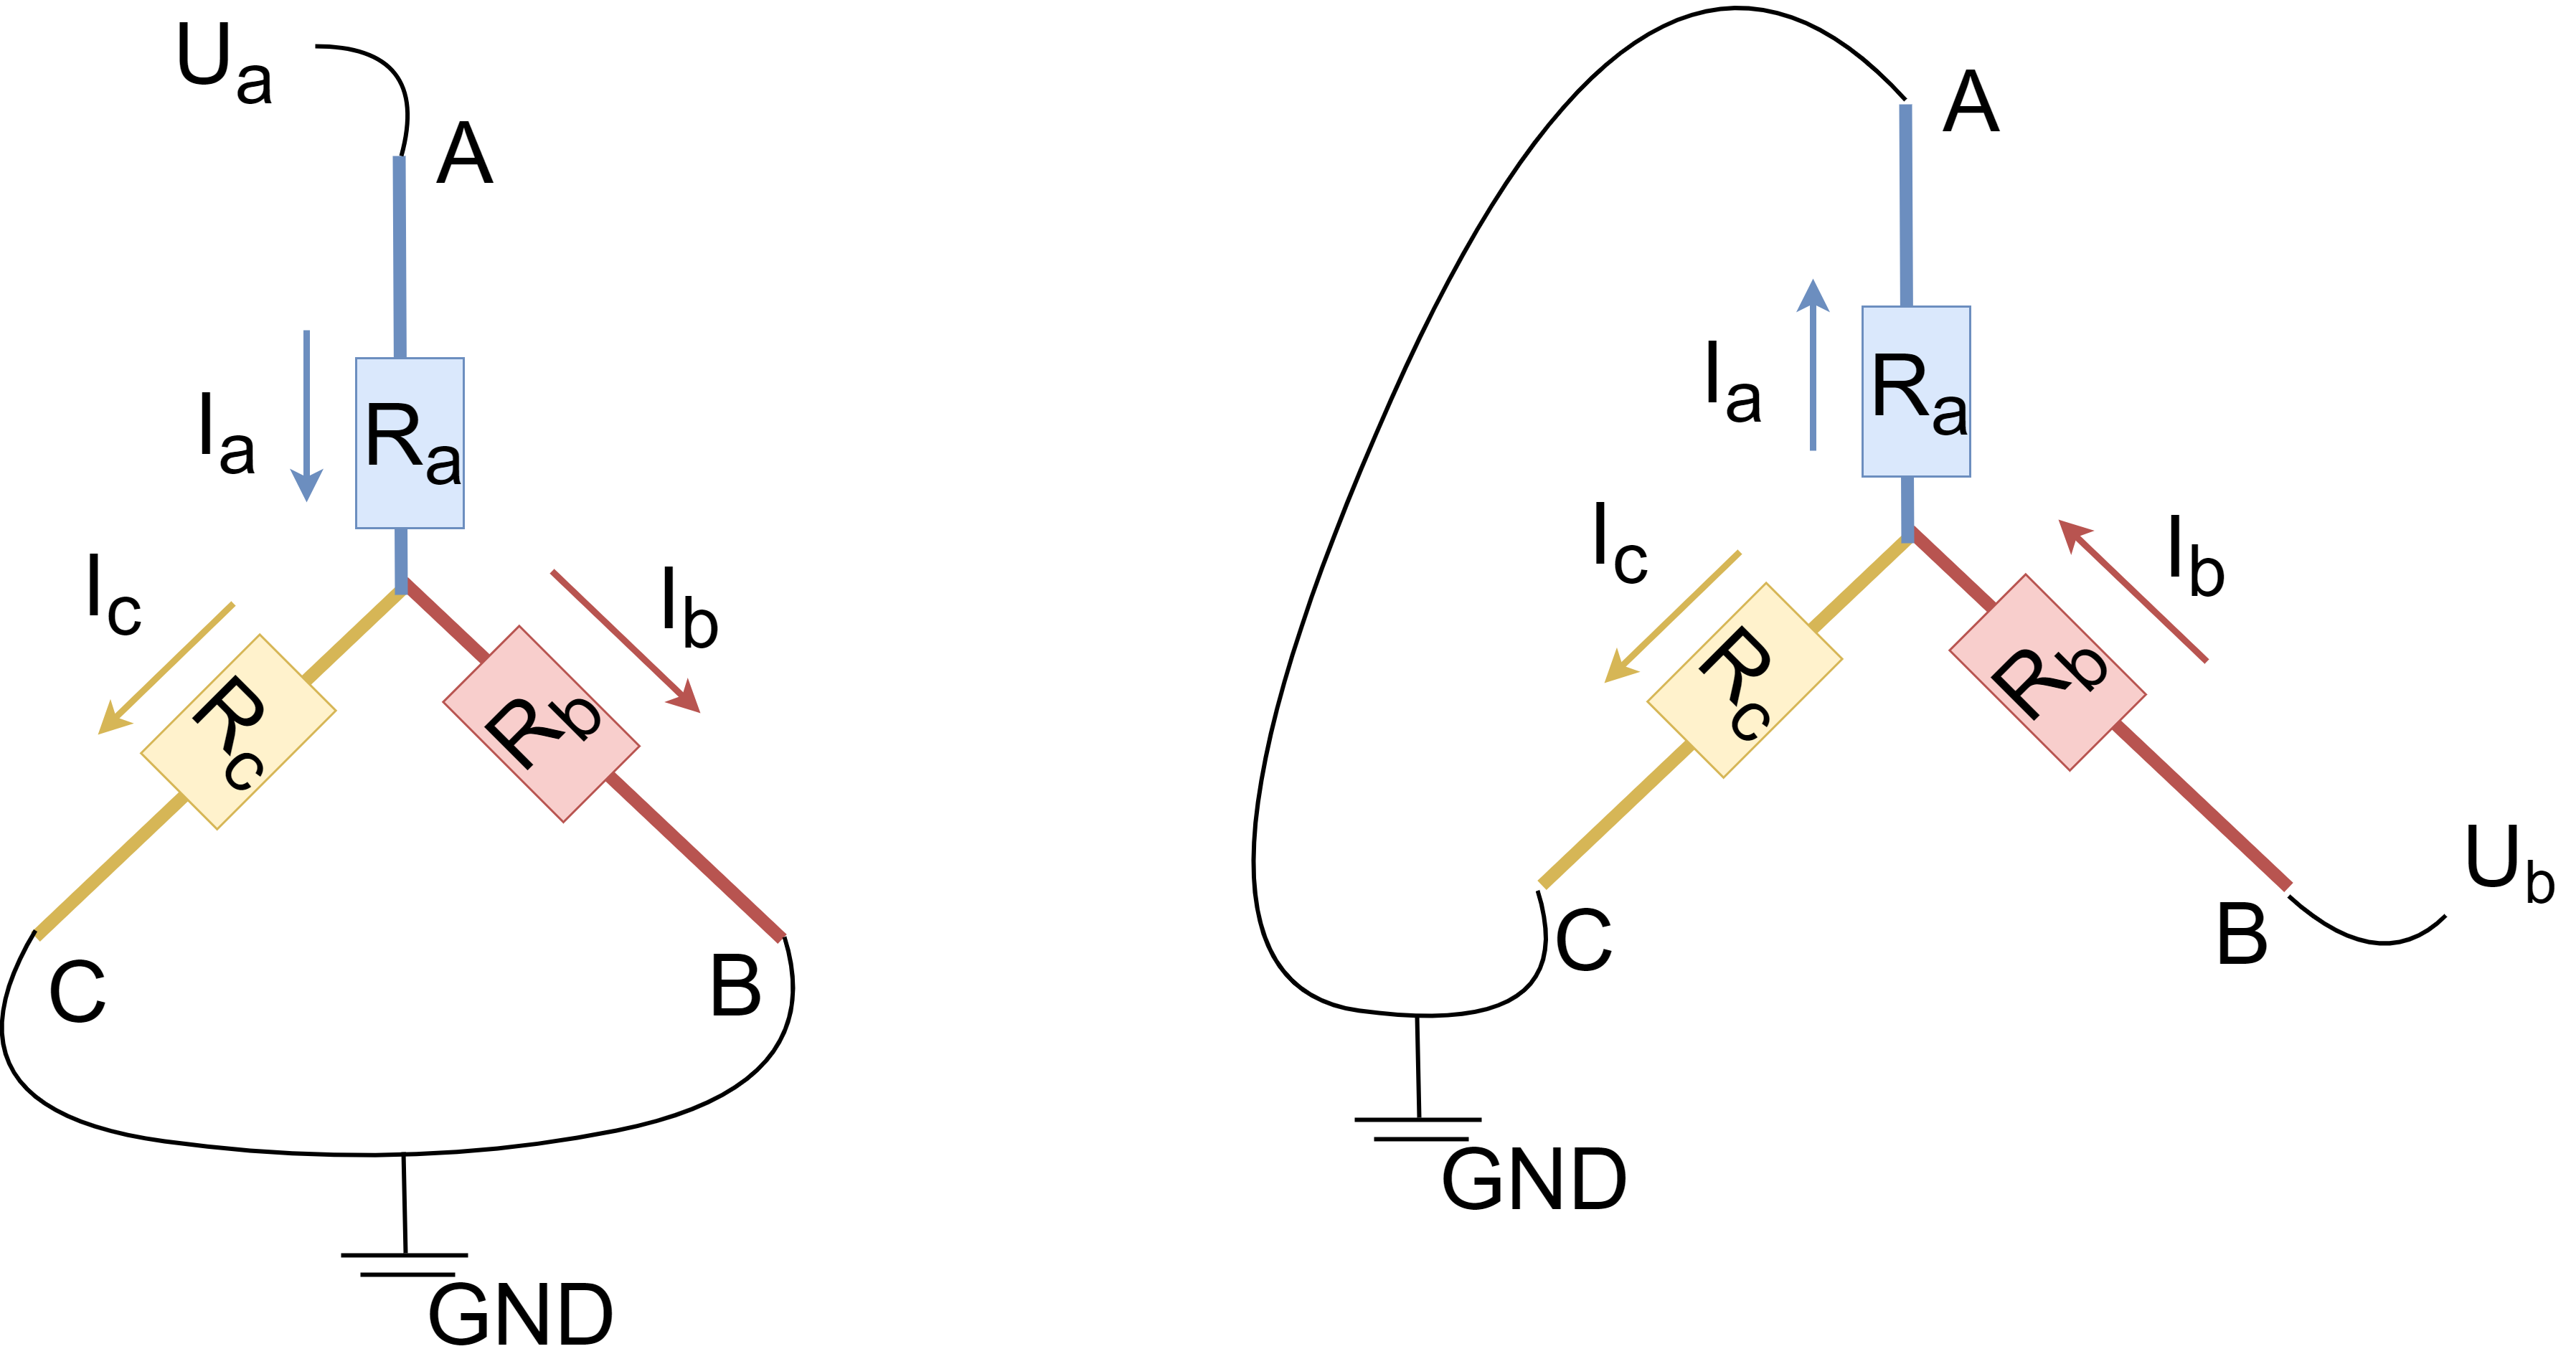 U_a
A
I_a
R_a
I_c
I_b
R_c
R_b
C
B
GND
A
I_a
R_a
I_c
I_b
R_c
R_b
U_b
C
B
GND